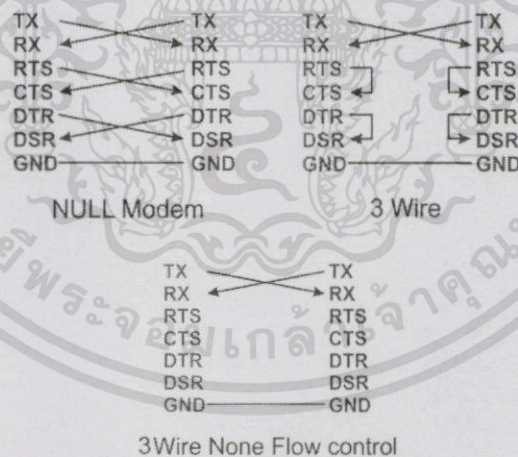 TX TX TX TX
RX RX RX RX
RTS RTS RTS RTS
CTS CTS CTS CTS
DTR DTR DTR DTR
DSR DSR DSR DSR
GND GND GND GND
NULL Modem 3 Wire
TX TX
RX RX
RTS RTS
CTS CTS
DTR DTR
DSR DSR
GND GND
3Wire None Flow control